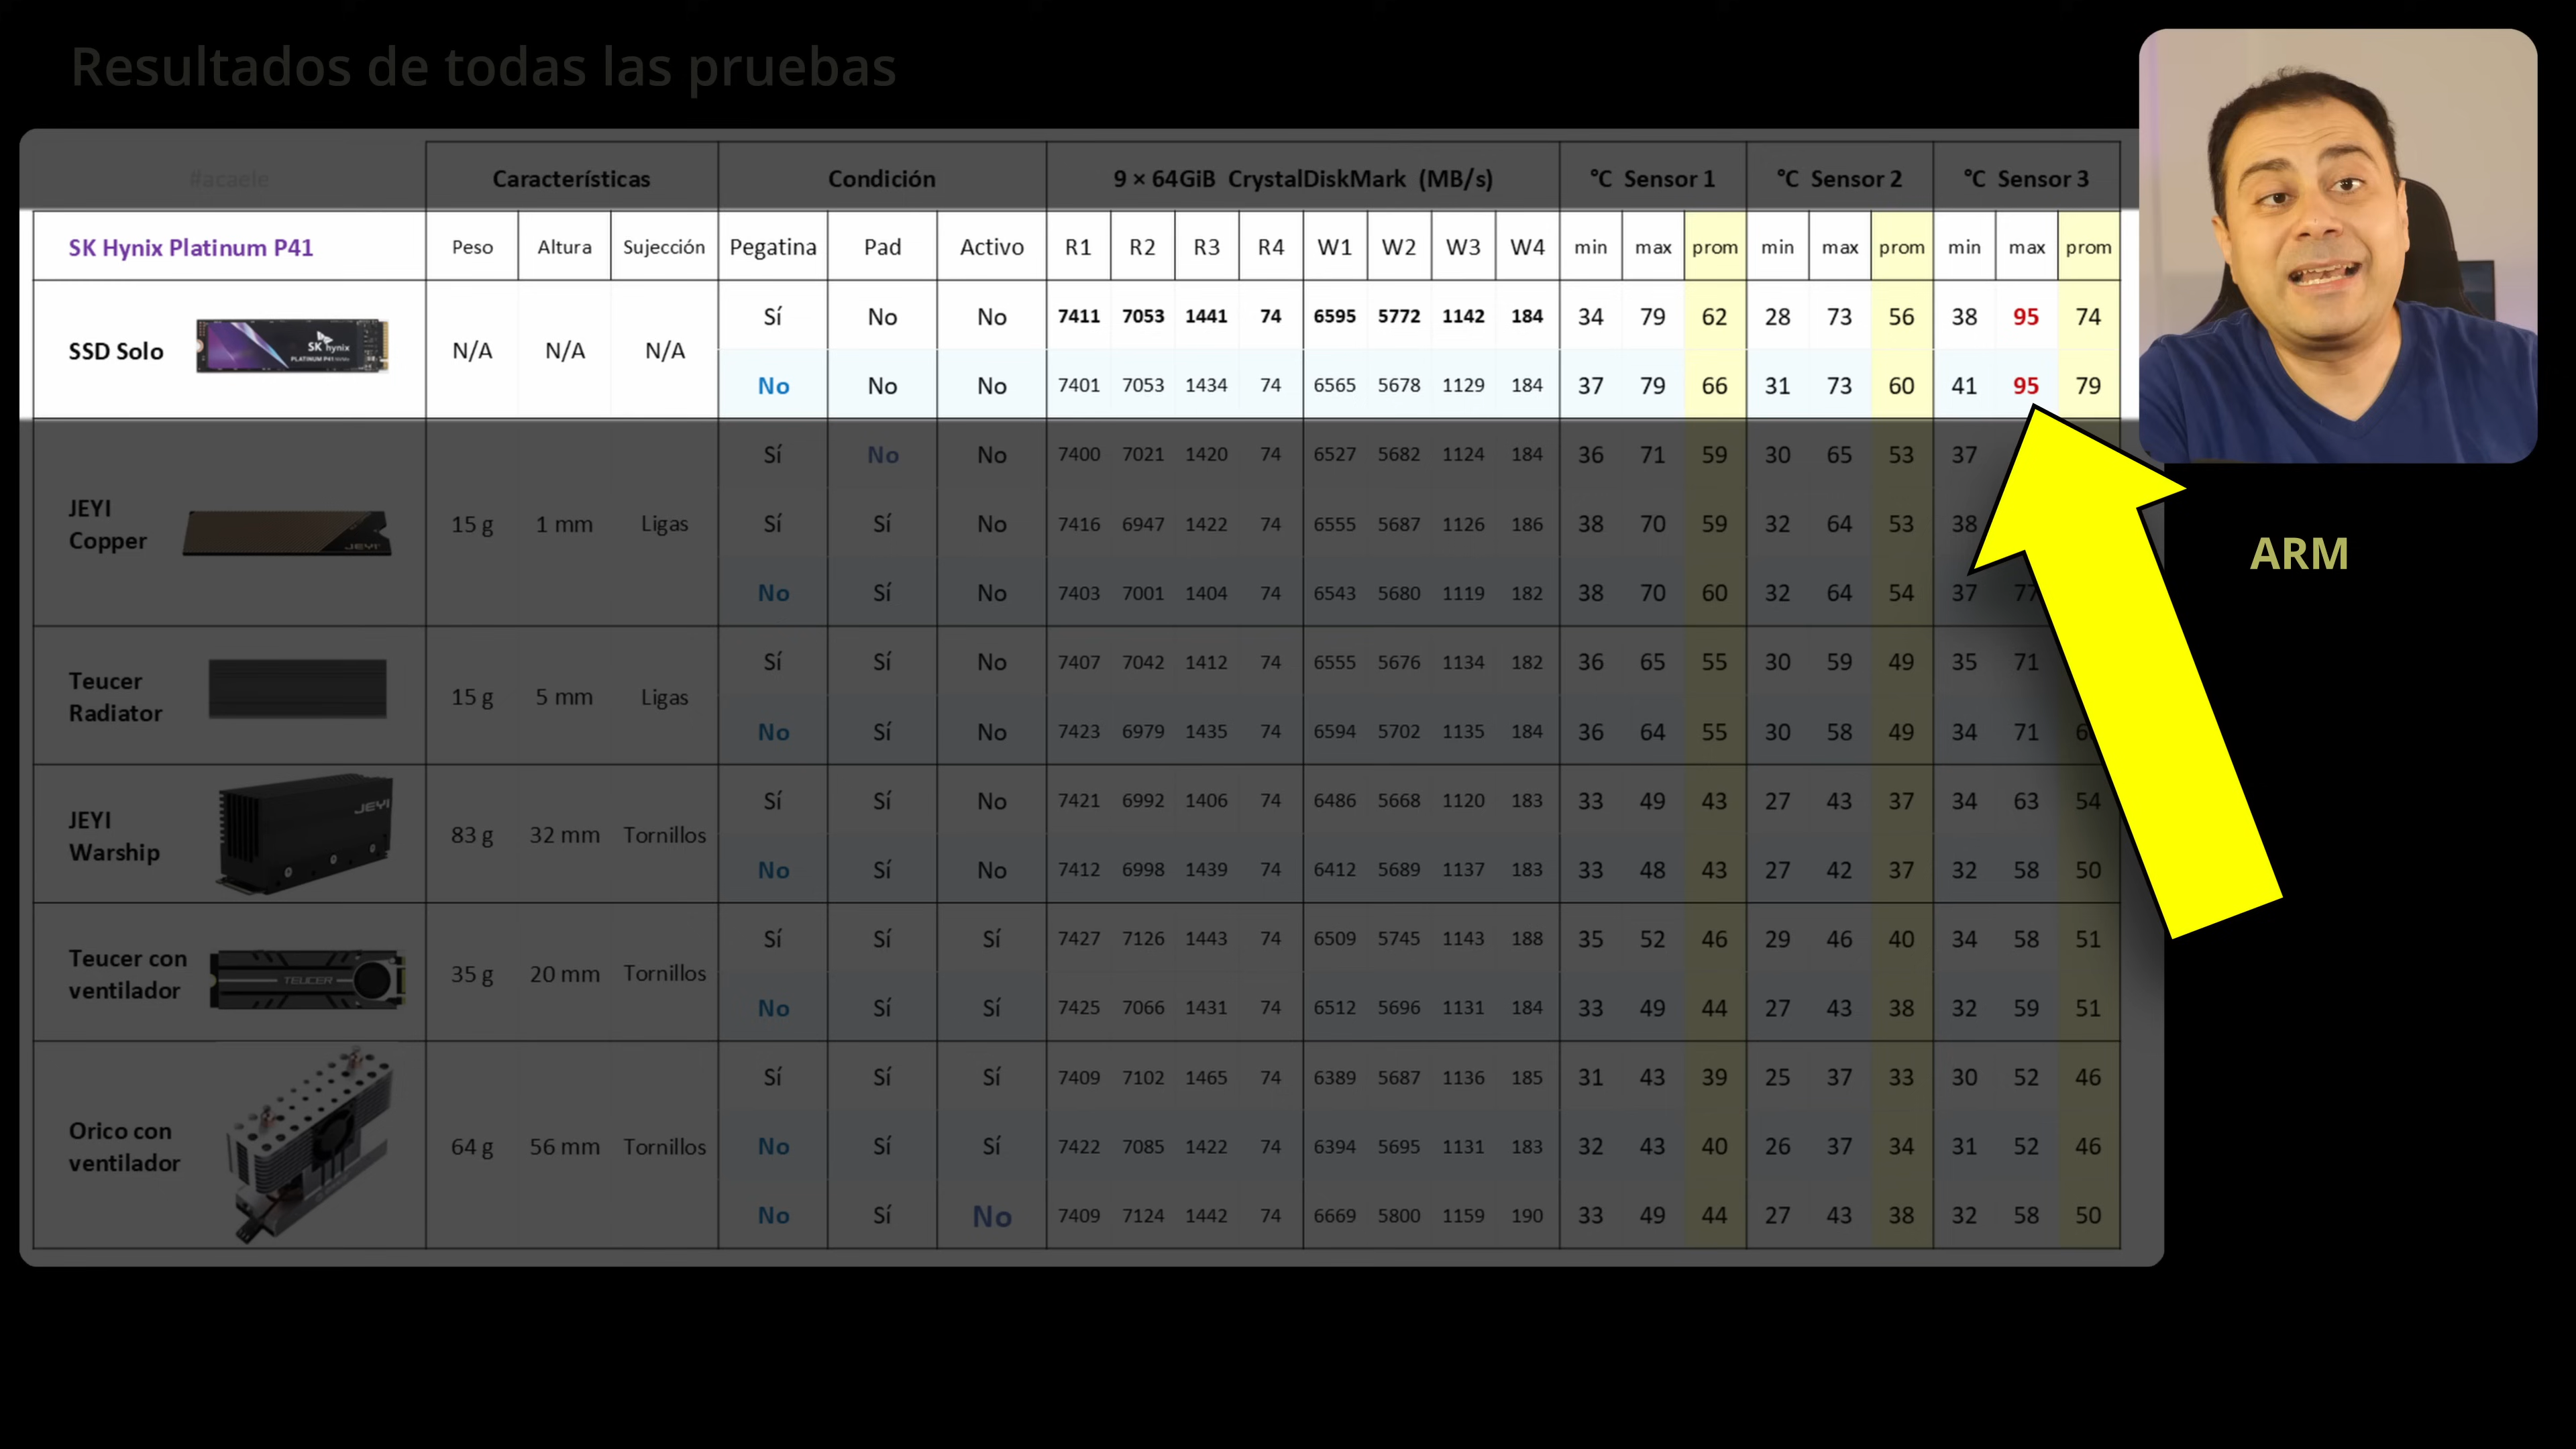 Resultados de todas las pruebas
#acaele Características Condición 9 × 64GiB CrystalDiskMark (MB/s) °C Sensor 1 °C Sensor 2 °C Sensor 3
SK Hynix Platinum P41 Peso Altura Sujección Pegatina Pad Activo R1 R2 R3 R4 W1 W2 W3 W4 min max prom min max prom min max prom
SSD Solo SK hynix PLATINUM P41 N/A N/A N/A
Sí No No 7411 7053 1441 74 6595 5772 1142 184 34 79 62 28 73 56 38 95 74
No No No 7401 7053 1434 74 6565 5678 1129 184 37 79 66 31 73 60 41 95 79
JEYI
Copper JEYI 15 g 1 mm Ligas
Sí No No 7400 7021 1420 74 6527 5682 1124 184 36 71 59 30 65 53 37
Sí Sí No 7416 6947 1422 74 6555 5687 1126 186 38 70 59 32 64 53 38
No Sí No 7403 7001 1404 74 6543 5680 1119 182 38 70 60 32 64 54 37
Teucer
Radiator 15 g 5 mm Ligas
Sí Sí No 7407 7042 1412 74 6555 5676 1134 182 36 65 55 30 59 49 35 71
No Sí No 7423 6979 1435 74 6594 5702 1135 184 36 64 55 30 58 49 34 71
JEYI
Warship JEYI 83 g 32 mm Tornillos
Sí Sí No 7421 6992 1406 74 6486 5668 1120 183 33 49 43 27 43 37 34 63 54
No Sí No 7412 6998 1439 74 6412 5689 1137 183 33 48 43 27 42 37 32 58 50
Teucer con
ventilador TEUCER 35 g 20 mm Tornillos
Sí Sí Sí 7427 7126 1443 74 6509 5745 1143 188 35 52 46 29 46 40 34 58 51
No Sí Sí 7425 7066 1431 74 6512 5696 1131 184 33 49 44 27 43 38 32 59 51
Orico con
ventilador 64 g 56 mm Tornillos
Sí Sí Sí 7409 7102 1465 74 6389 5687 1136 185 31 43 39 25 37 33 30 52 46
No Sí Sí 7422 7085 1422 74 6394 5695 1131 183 32 43 40 26 37 34 31 52 46
No Sí No 7409 7124 1442 74 6669 5800 1159 190 33 49 44 27 43 38 32 58 50
ARM